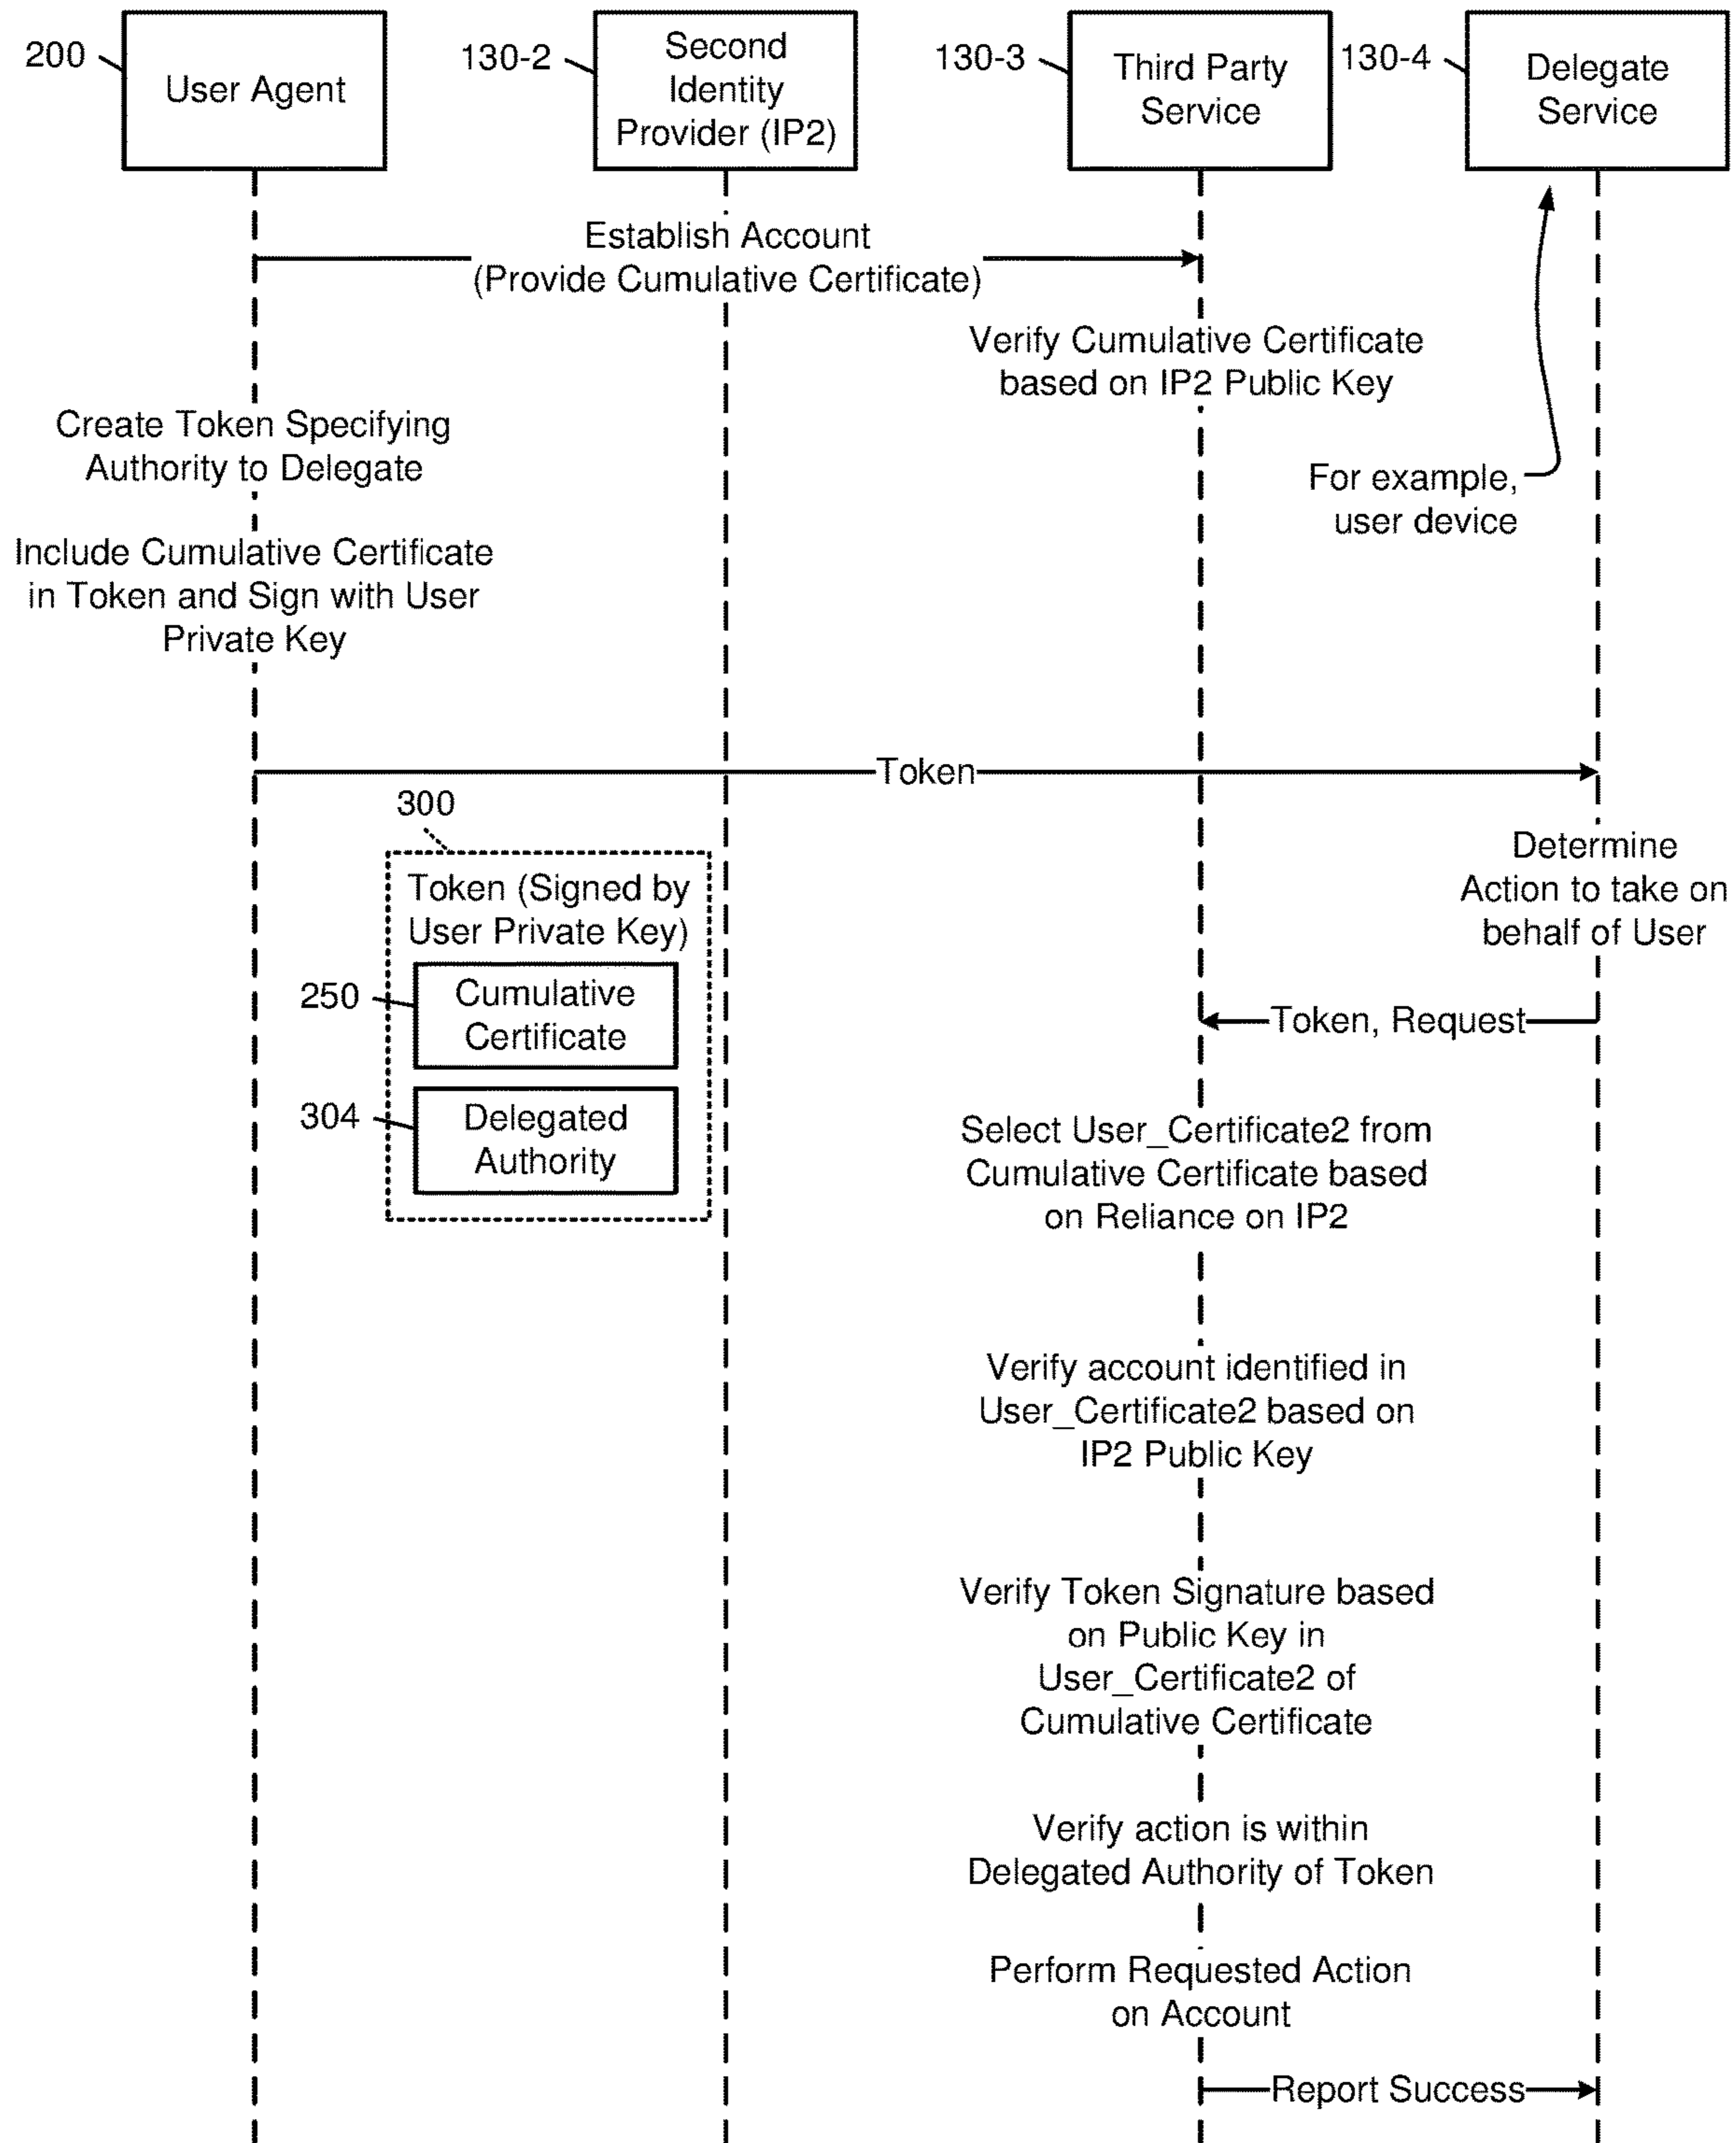 200
User Agent
130-2
Second
Identity
Provider (IP2)
130-3
Third Party
Service
130-4
Delegate
Service
Establish Account
(Provide Cumulative Certificate)
Verify Cumulative Certificate
based on IP2 Public Key
Create Token Specifying
Authority to Delegate
For example,
user device
Include Cumulative Certificate
in Token and Sign with User
Private Key
Token
300
Token (Signed by
User Private Key)
250
Cumulative
Certificate
304
Delegated
Authority
Determine
Action to take on
behalf of User
Token, Request
Select User_Certificate2 from
Cumulative Certificate based
on Reliance on IP2
Verify account identified in
User_Certificate2 based on
IP2 Public Key
Verify Token Signature based
on Public Key in
User_Certificate2 of
Cumulative Certificate
Verify action is within
Delegated Authority of Token
Perform Requested Action
on Account
Report Success